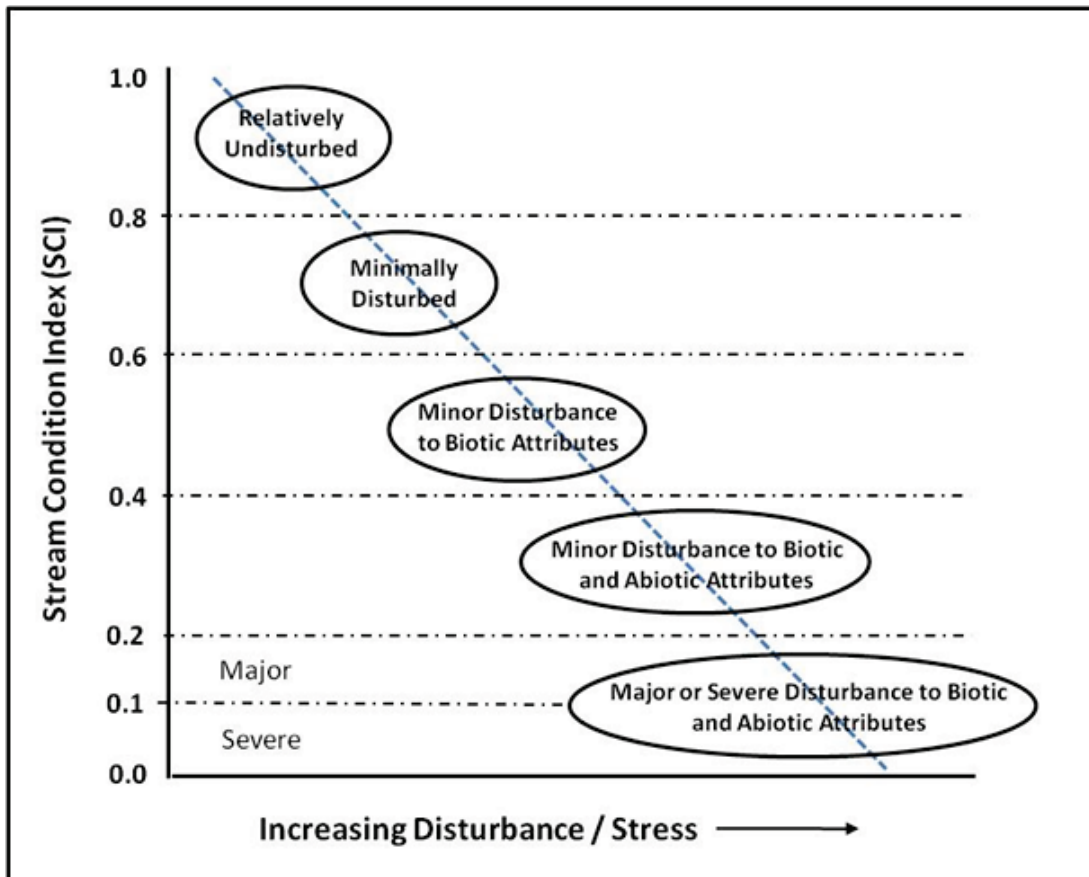 Stream Condition Index (SCI)
1.0
Relatively
Undisturbed
0.8
Minimally
Disturbed
0.6
Minor Disturbance
to Biotic Attributes
0.4
Minor Disturbance to Biotic
and Abiotic Attributes
0.2
Major
Major or Severe Disturbance to Biotic
and Abiotic Attributes
0.1
Severe
0.0
Increasing Disturbance / Stress